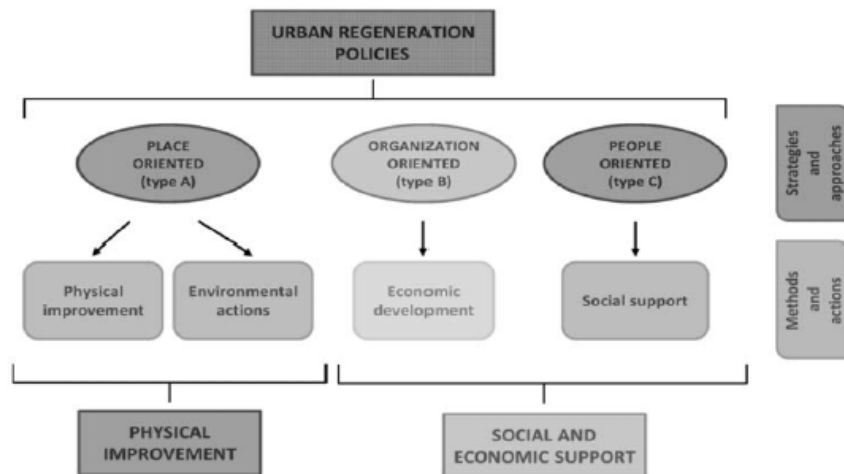 URBAN REGENERATION
POLICIES
PLACE
ORIENTED
(type A)
ORGANIZATION
ORIENTED
(type B)
PEOPLE
ORIENTED
(type C)
Strategies
and
approaches
Physical
improvement
Environmental
actions
Economic
development
Social support
Methods
and
actions
PHYSICAL
IMPROVEMENT
SOCIAL AND
ECONOMIC SUPPORT